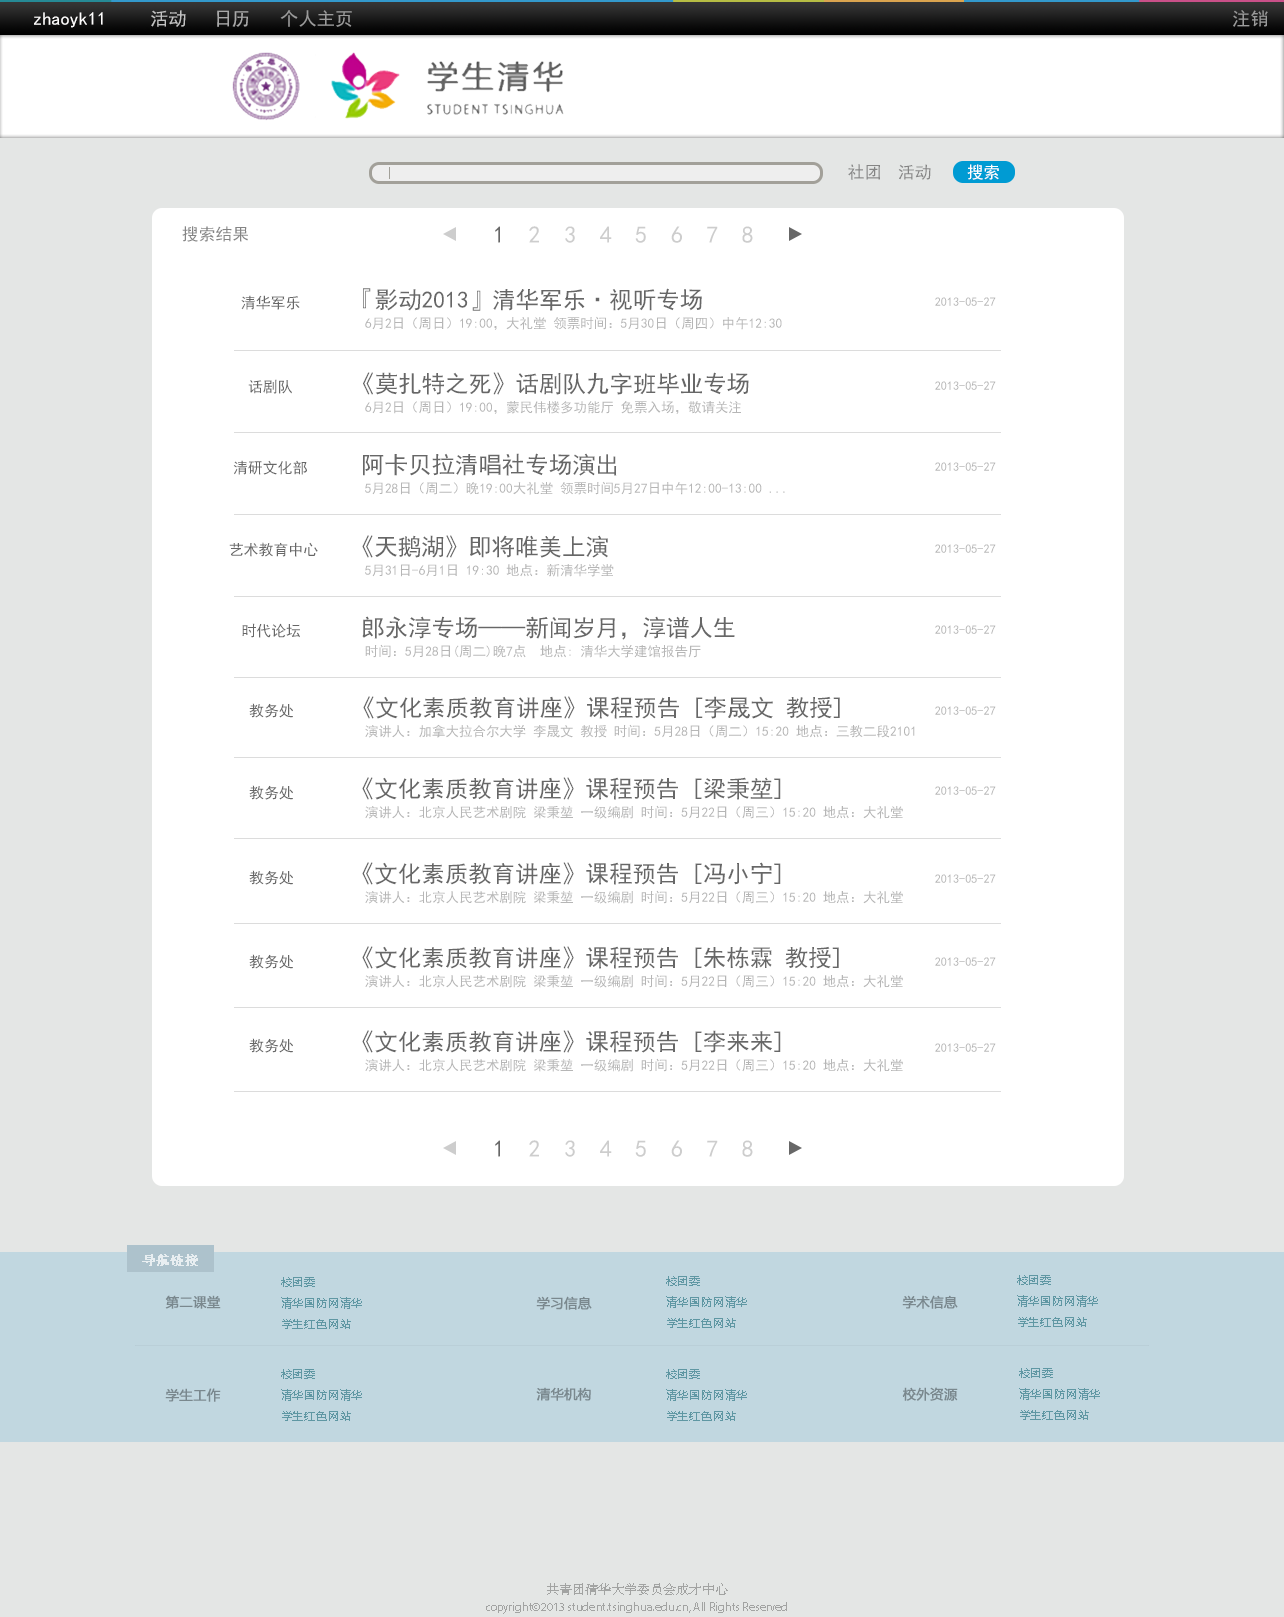 zhaoyk11 活动 日历 个人主页 注销
学生清华
STUDENT TSINGHUA
社团 活动 搜索
搜索结果 1 2 3 4 5 6 7 8
清华军乐 『影动2013』清华军乐·视听专场 2013-05-27
6月2日（周日）19:00，大礼堂 领票时间：5月30日（周四）中午12:30
话剧队 《莫扎特之死》话剧队九字班毕业专场 2013-05-27
6月2日（周日）19:00，蒙民伟楼多功能厅 免票入场，敬请关注
清研文化部 阿卡贝拉清唱社专场演出 2013-05-27
5月28日（周二）晚19:00大礼堂 领票时间5月27日中午12:00-13:00 ...
艺术教育中心 《天鹅湖》即将唯美上演 2013-05-27
5月31日-6月1日 19:30 地点：新清华学堂
时代论坛 郎永淳专场——新闻岁月，淳谱人生 2013-05-27
时间：5月28日(周二)晚7点 地点: 清华大学建馆报告厅
教务处 《文化素质教育讲座》课程预告 [李晟文 教授] 2013-05-27
演讲人：加拿大拉合尔大学 李晟文 教授 时间：5月28日（周二）15:20 地点：三教二段2101
教务处 《文化素质教育讲座》课程预告 [梁秉堃] 2013-05-27
演讲人：北京人民艺术剧院 梁秉堃 一级编剧 时间：5月22日（周三）15:20 地点：大礼堂
教务处 《文化素质教育讲座》课程预告 [冯小宁] 2013-05-27
演讲人：北京人民艺术剧院 梁秉堃 一级编剧 时间：5月22日（周三）15:20 地点：大礼堂
教务处 《文化素质教育讲座》课程预告 [朱栋霖 教授] 2013-05-27
演讲人：北京人民艺术剧院 梁秉堃 一级编剧 时间：5月22日（周三）15:20 地点：大礼堂
教务处 《文化素质教育讲座》课程预告 [李来来] 2013-05-27
演讲人：北京人民艺术剧院 梁秉堃 一级编剧 时间：5月22日（周三）15:20 地点：大礼堂
1 2 3 4 5 6 7 8
导航链接
第二课堂
校团委
清华国防网清华
学生红色网站
学习信息
校团委
清华国防网清华
学生红色网站
学术信息
校团委
清华国防网清华
学生红色网站
学生工作
校团委
清华国防网清华
学生红色网站
清华机构
校团委
清华国防网清华
学生红色网站
校外资源
校团委
清华国防网清华
学生红色网站
共青团清华大学委员会成才中心
copyright©2013 student.tsinghua.edu.cn, All Rights Reserved